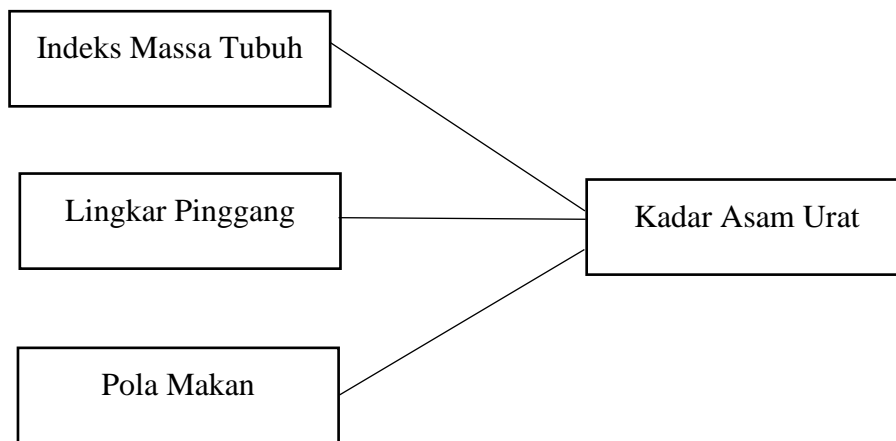 Indeks Massa Tubuh
Lingkar Pinggang
Kadar Asam Urat
Pola Makan